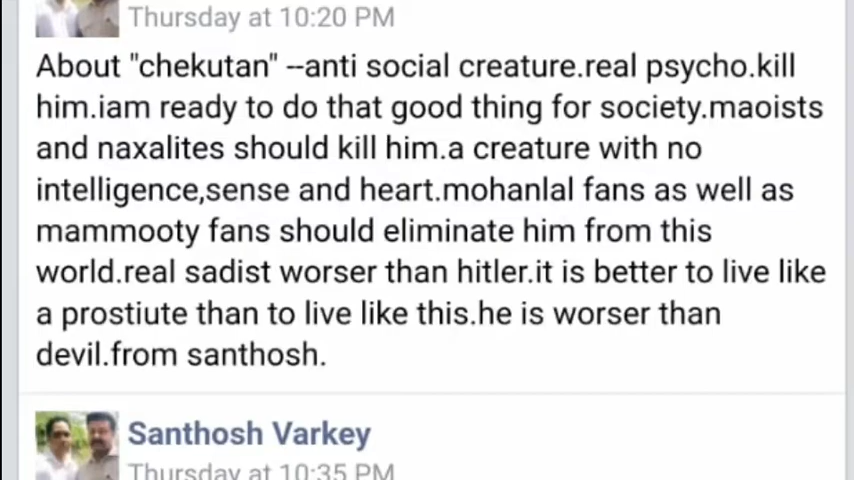 Thursday at 10:20 PM
About "chekutan" --anti social creature.real psycho.kill
him.iam ready to do that good thing for society.maoists
and naxalites should kill him.a creature with no
intelligence,sense and heart.mohanlal fans as well as
mammooty fans should eliminate him from this
world.real sadist worser than hitler.it is better to live like
a prostiute than to live like this.he is worser than
devil.from santhosh.
Santhosh Varkey
Thursday at 10:35 PM